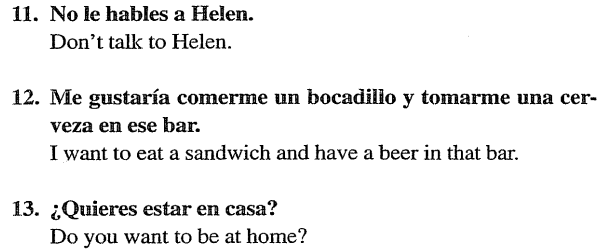 11. No le hables a Helen.
Don't talk to Helen.
12. Me gustaría comerme un bocadillo y tomarme una cer-
veza en ese bar.
I want to eat a sandwich and have a beer in that bar.
13. ¿Quieres estar en casa?
Do you want to be at home?